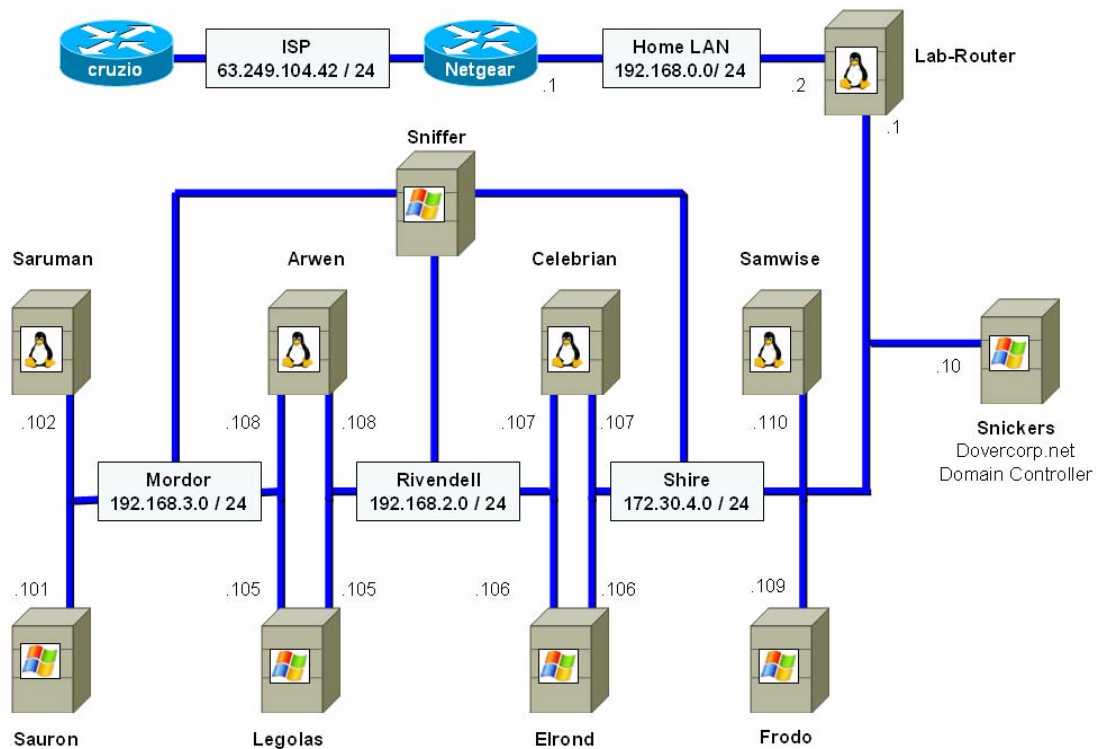 ISP
63.249.104.42 / 24
Home LAN
192.168.0.0/ 24
Lab-Router
cruzio
Netgear
.1
.2
.1
Sniffer
Saruman
Arwen
Celebrian
Samwise
.10
.102
.108
.108
.107
.107
.110
Snickers
Dovercorp.net
Domain Controller
Mordor
192.168.3.0 / 24
Rivendell
192.168.2.0 / 24
Shire
172.30.4.0 / 24
.101
.105
.105
.106
.106
.109
Sauron
Legolas
Elrond
Frodo